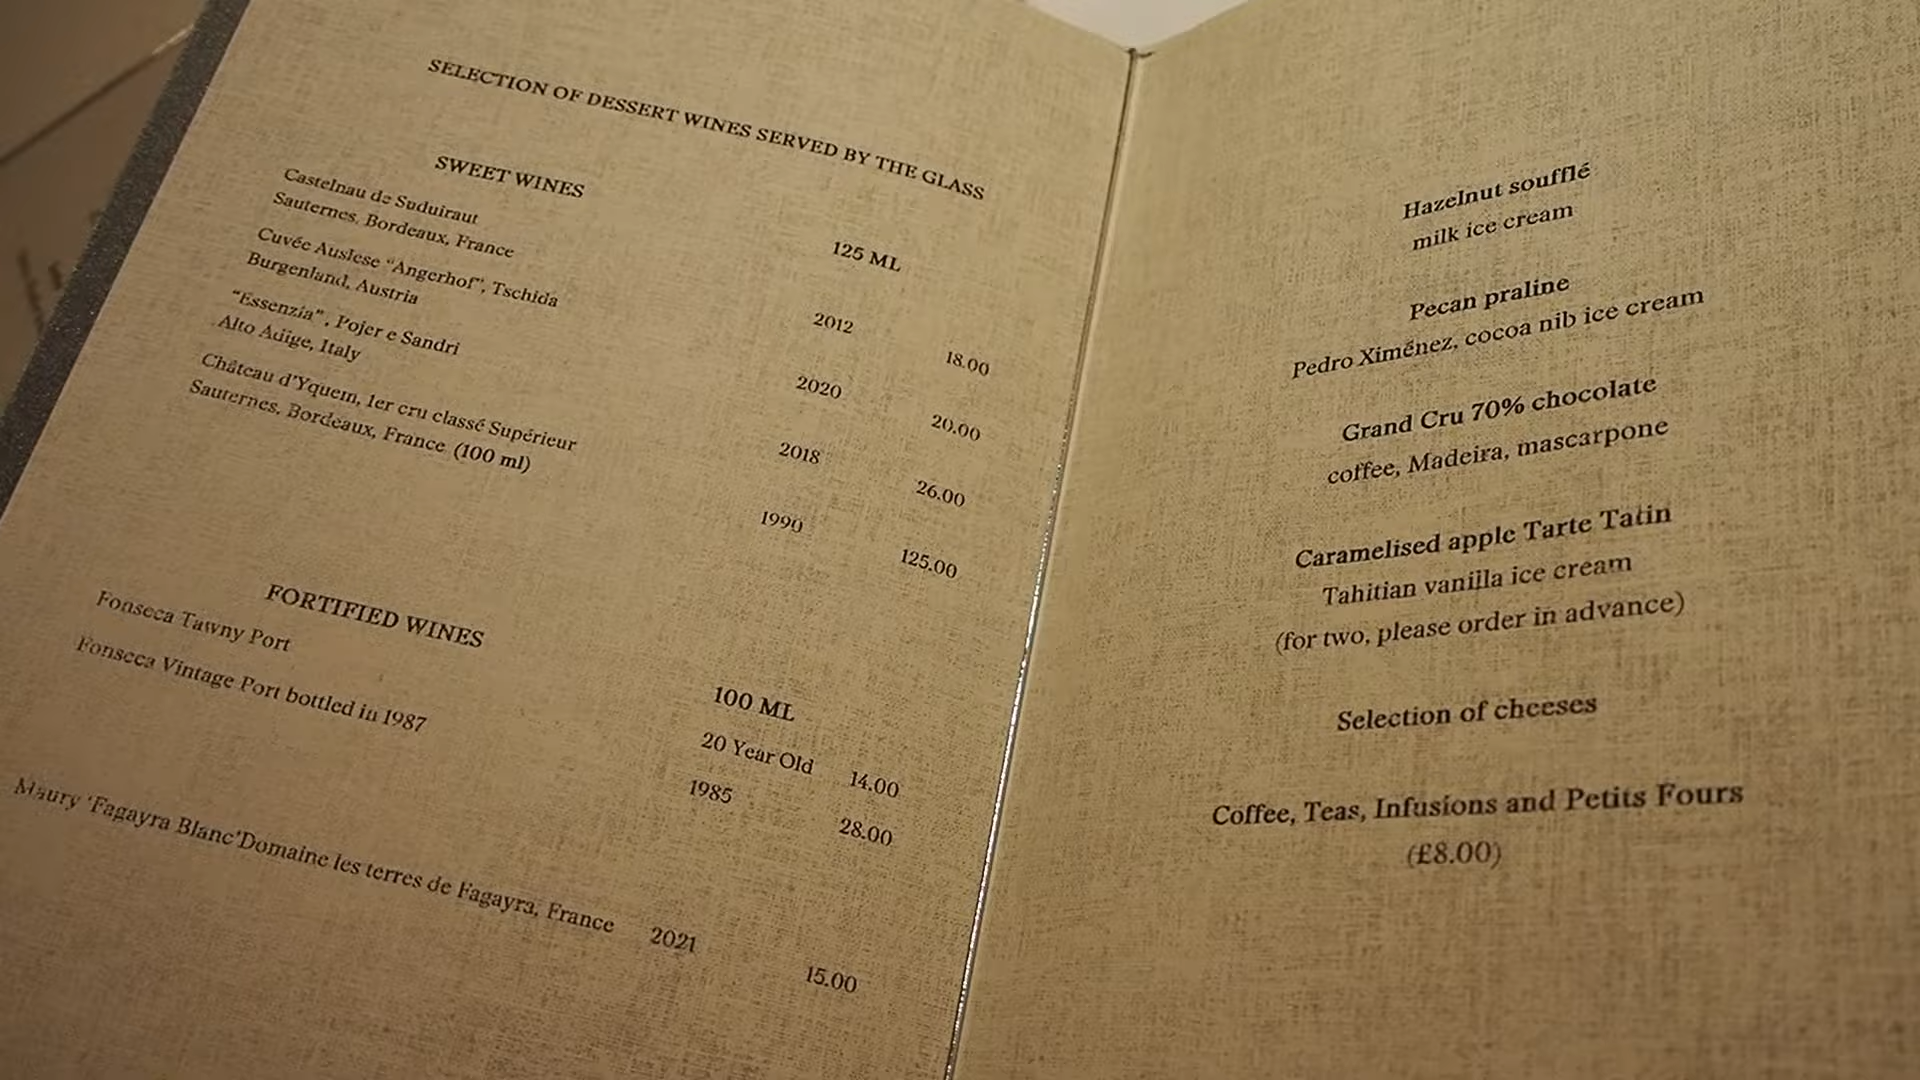 SELECTION OF DESSERT WINES SERVED BY THE GLASS
SWEET WINES
125 ML
Castelnau de Suduiraut
Sauternes, Bordeaux, France
2012 18.00
Cuvée Auslese “Angerhof”, Tschida
Burgenland, Austria
2020 20.00
“Essenzia” , Pojer e Sandri
Alto Adige, Italy
2018 26.00
Château d’Yquem, 1er cru classé Supérieur
Sauternes, Bordeaux, France (100 ml)
1990 125.00
FORTIFIED WINES
100 ML
Fonseca Tawny Port
20 Year Old 14.00
Fonseca Vintage Port bottled in 1987
1985 28.00
Maury ‘Fagayra Blanc’Domaine les terres de Fagayra, France 2021 15.00
Hazelnut soufflé
milk ice cream
Pecan praline
Pedro Ximénez, cocoa nib ice cream
Grand Cru 70% chocolate
coffee, Madeira, mascarpone
Caramelised apple Tarte Tatin
Tahitian vanilla ice cream
(for two, please order in advance)
Selection of cheeses
Coffee, Teas, Infusions and Petits Fours
(£8.00)